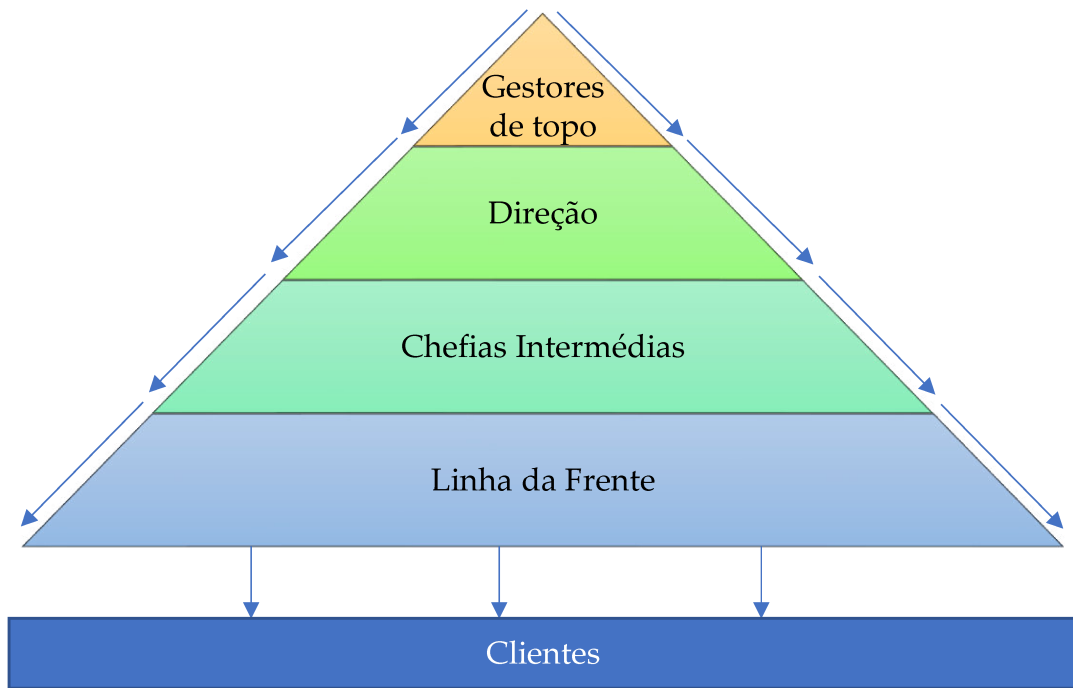 Gestores
de topo
Direção
Chefias Intermédias
Linha da Frente
Clientes